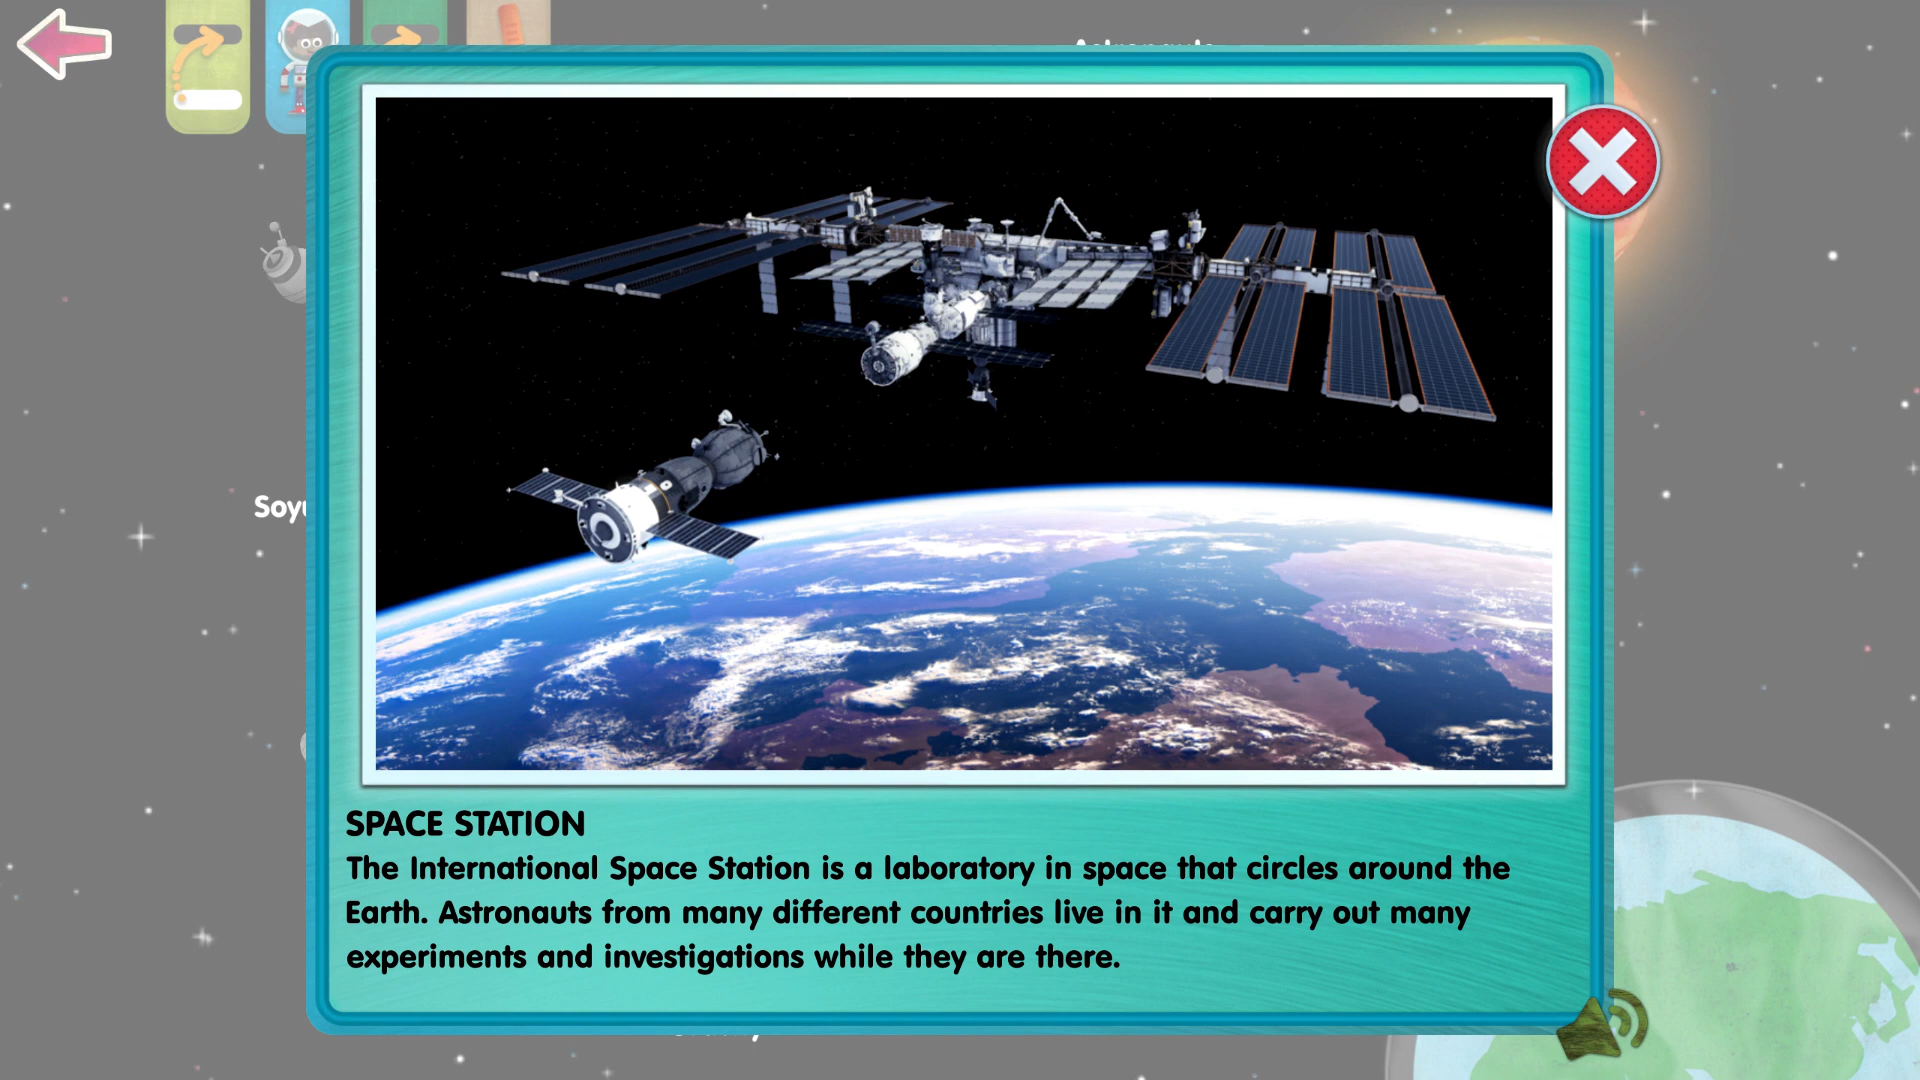 SPACE STATION
The International Space Station is a laboratory in space that circles around the
Earth. Astronauts from many different countries live in it and carry out many
experiments and investigations while they are there.